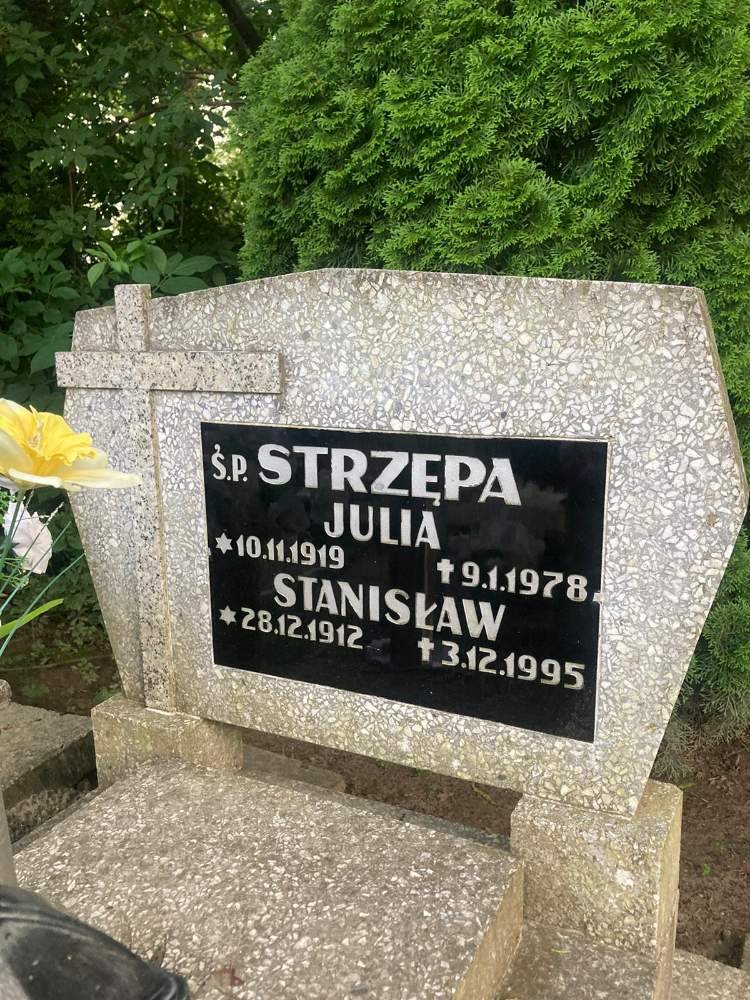 Ś.P. STRZĘPA
JULIA
✶ 10.11.1919
✝ 9.1.1978
STANISŁAW
✶ 28.12.1912
✝ 3.12.1995